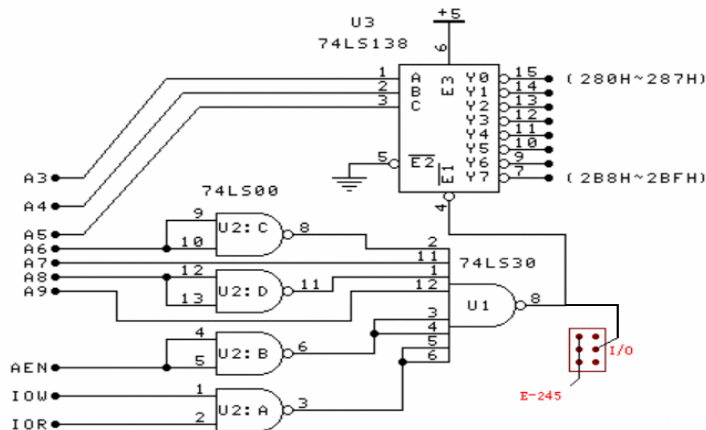 +5
U3
74LS138
6
1 A E3 Y0 15 (280H~287H)
2 B Y1 14
3 C Y2 13
Y3 12
Y4 11
Y5 10
5 E2 E1 Y6 9
Y7 7 (2B8H~2BFH)
4
A3
A4
A5
A6
A7
A8
A9
74LS00
9
10 U2:C 8
2
11
1
12
74LS30
12
13 U2:D 11
U1 8
3
4
5
6
4
5 U2:B 6
AEN
IOW 1
IOR 2 U2:A 3
I/O
E-245